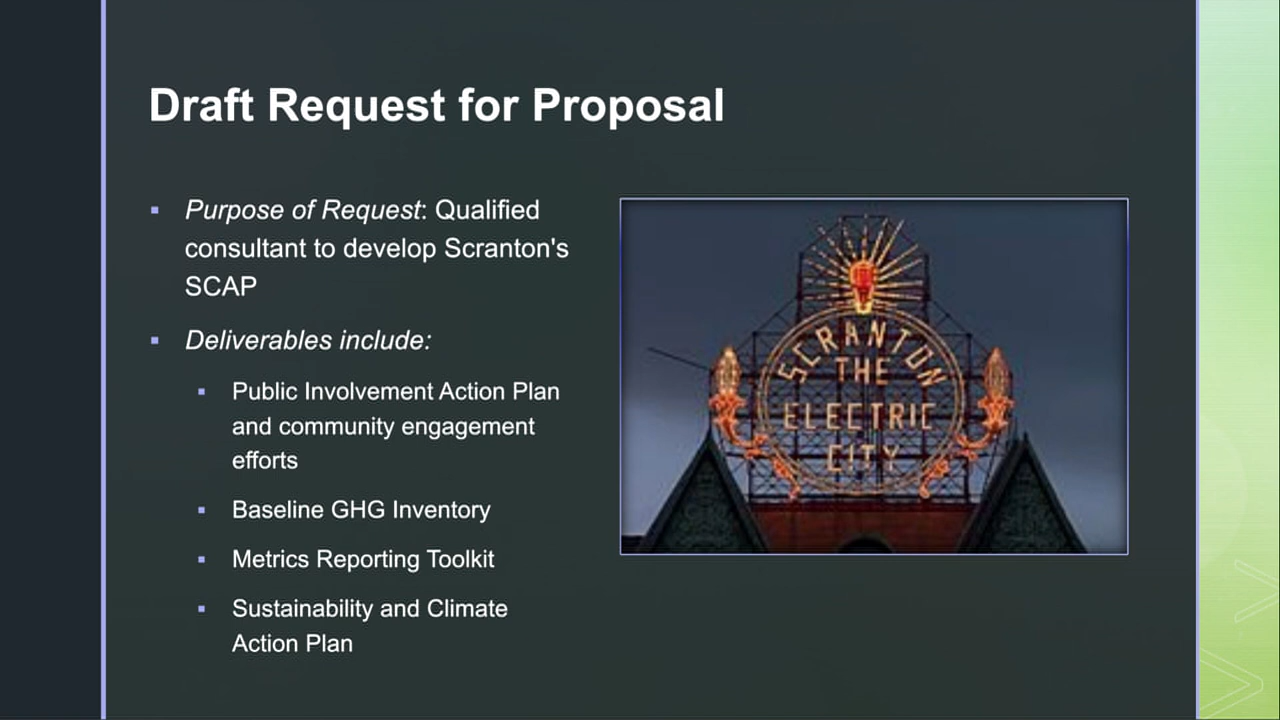 Draft Request for Proposal
Purpose of Request: Qualified
consultant to develop Scranton's
SCAP
Deliverables include:
Public Involvement Action Plan
and community engagement
efforts
Baseline GHG Inventory
Metrics Reporting Toolkit
Sustainability and Climate
Action Plan
SCRANTON
THE
ELECTRIC
CITY